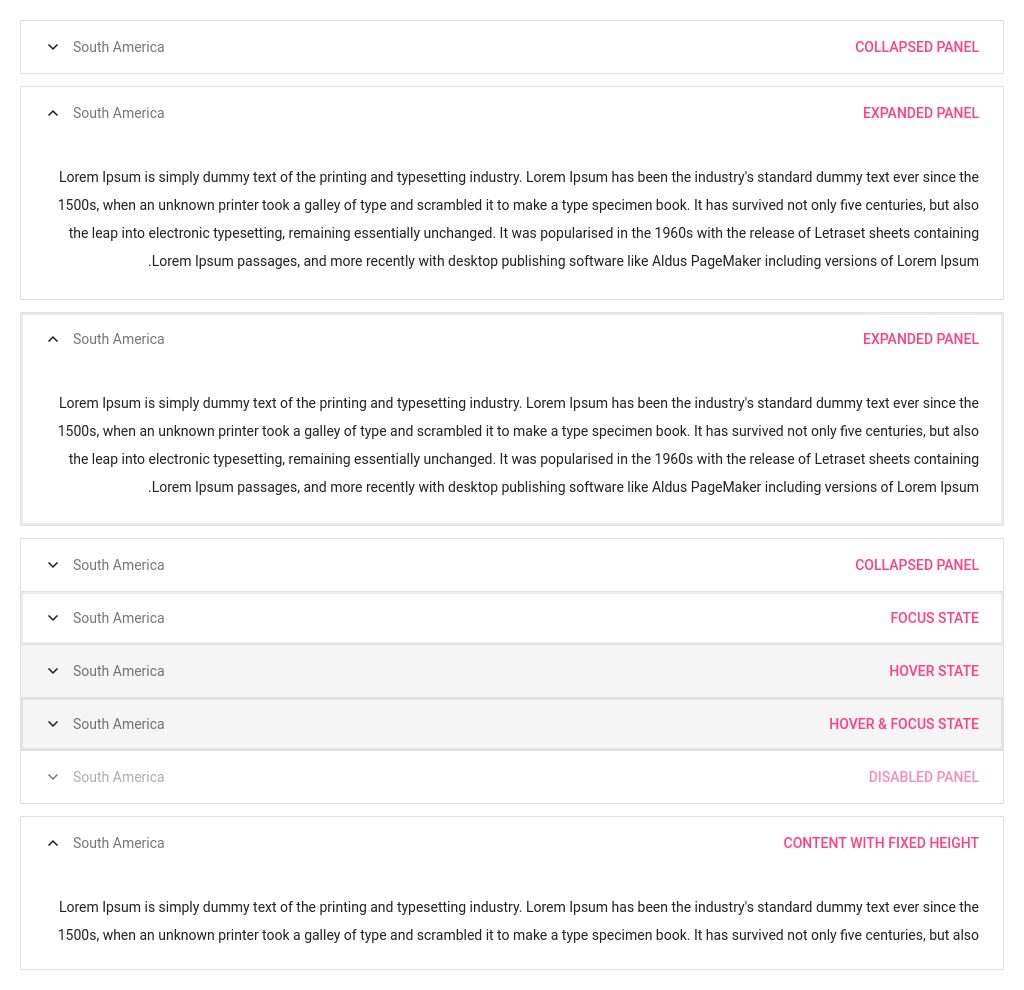 South America COLLAPSED PANEL
South America EXPANDED PANEL
Lorem Ipsum is simply dummy text of the printing and typesetting industry. Lorem Ipsum has been the industry's standard dummy text ever since the
1500s, when an unknown printer took a galley of type and scrambled it to make a type specimen book. It has survived not only five centuries, but also
the leap into electronic typesetting, remaining essentially unchanged. It was popularised in the 1960s with the release of Letraset sheets containing
.Lorem Ipsum passages, and more recently with desktop publishing software like Aldus PageMaker including versions of Lorem Ipsum
South America EXPANDED PANEL
Lorem Ipsum is simply dummy text of the printing and typesetting industry. Lorem Ipsum has been the industry's standard dummy text ever since the
1500s, when an unknown printer took a galley of type and scrambled it to make a type specimen book. It has survived not only five centuries, but also
the leap into electronic typesetting, remaining essentially unchanged. It was popularised in the 1960s with the release of Letraset sheets containing
.Lorem Ipsum passages, and more recently with desktop publishing software like Aldus PageMaker including versions of Lorem Ipsum
South America COLLAPSED PANEL
South America FOCUS STATE
South America HOVER STATE
South America HOVER & FOCUS STATE
South America DISABLED PANEL
South America CONTENT WITH FIXED HEIGHT
Lorem Ipsum is simply dummy text of the printing and typesetting industry. Lorem Ipsum has been the industry's standard dummy text ever since the
1500s, when an unknown printer took a galley of type and scrambled it to make a type specimen book. It has survived not only five centuries, but also